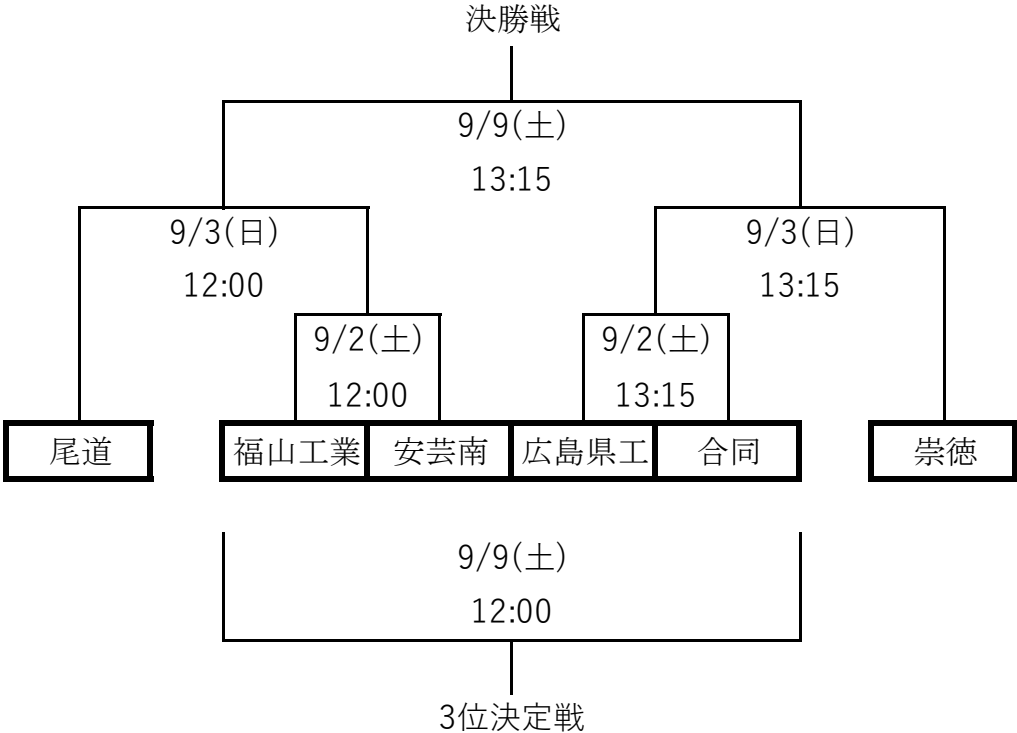 決勝戦
9/9(土)
13:15
9/3(日)
12:00
9/3(日)
13:15
9/2(土)
12:00
9/2(土)
13:15
尾道
福山工業
安芸南
広島県工
合同
崇徳
9/9(土)
12:00
3位決定戦